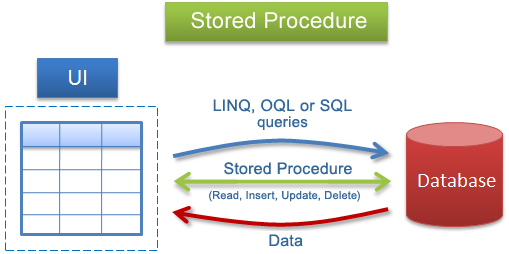 Stored Procedure
UI
LINQ, OQL or SQL
queries
Stored Procedure
(Read, Insert, Update, Delete)
Data
Database